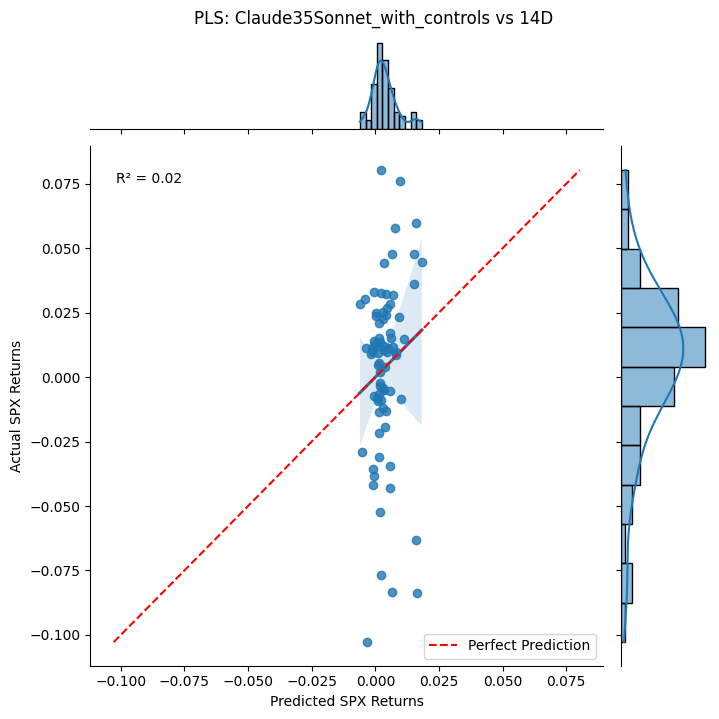 PLS: Claude35Sonnet_with_controls vs 14D
R² = 0.02
Actual SPX Returns
0.075
0.050
0.025
0.000
−0.025
−0.050
−0.075
−0.100
Perfect Prediction
−0.100 −0.075 −0.050 −0.025 0.000 0.025 0.050 0.075
Predicted SPX Returns